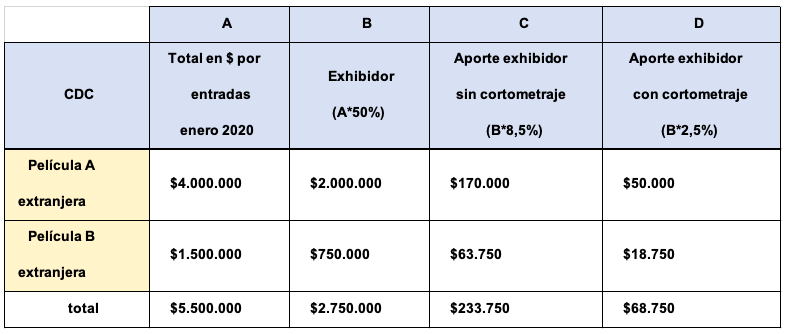 A B C D
CDC Total en $ por entradas enero 2020 Exhibidor (A*50%) Aporte exhibidor sin cortometraje (B*8,5%) Aporte exhibidor con cortometraje (B*2,5%)
Película A extranjera $4.000.000 $2.000.000 $170.000 $50.000
Película B extranjera $1.500.000 $750.000 $63.750 $18.750
total $5.500.000 $2.750.000 $233.750 $68.750